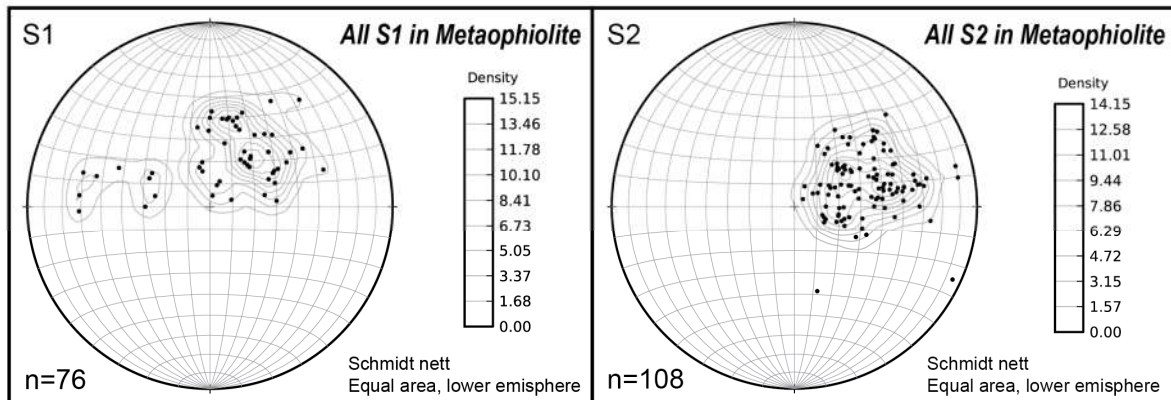 S1
All S1 in Metaophiolite
Density
15.15
13.46
11.78
10.10
8.41
6.73
5.05
3.37
1.68
0.00
n=76
Schmidt nett
Equal area, lower emisphere
S2
All S2 in Metaophiolite
Density
14.15
12.58
11.01
9.44
7.86
6.29
4.72
3.15
1.57
0.00
n=108
Schmidt nett
Equal area, lower emisphere